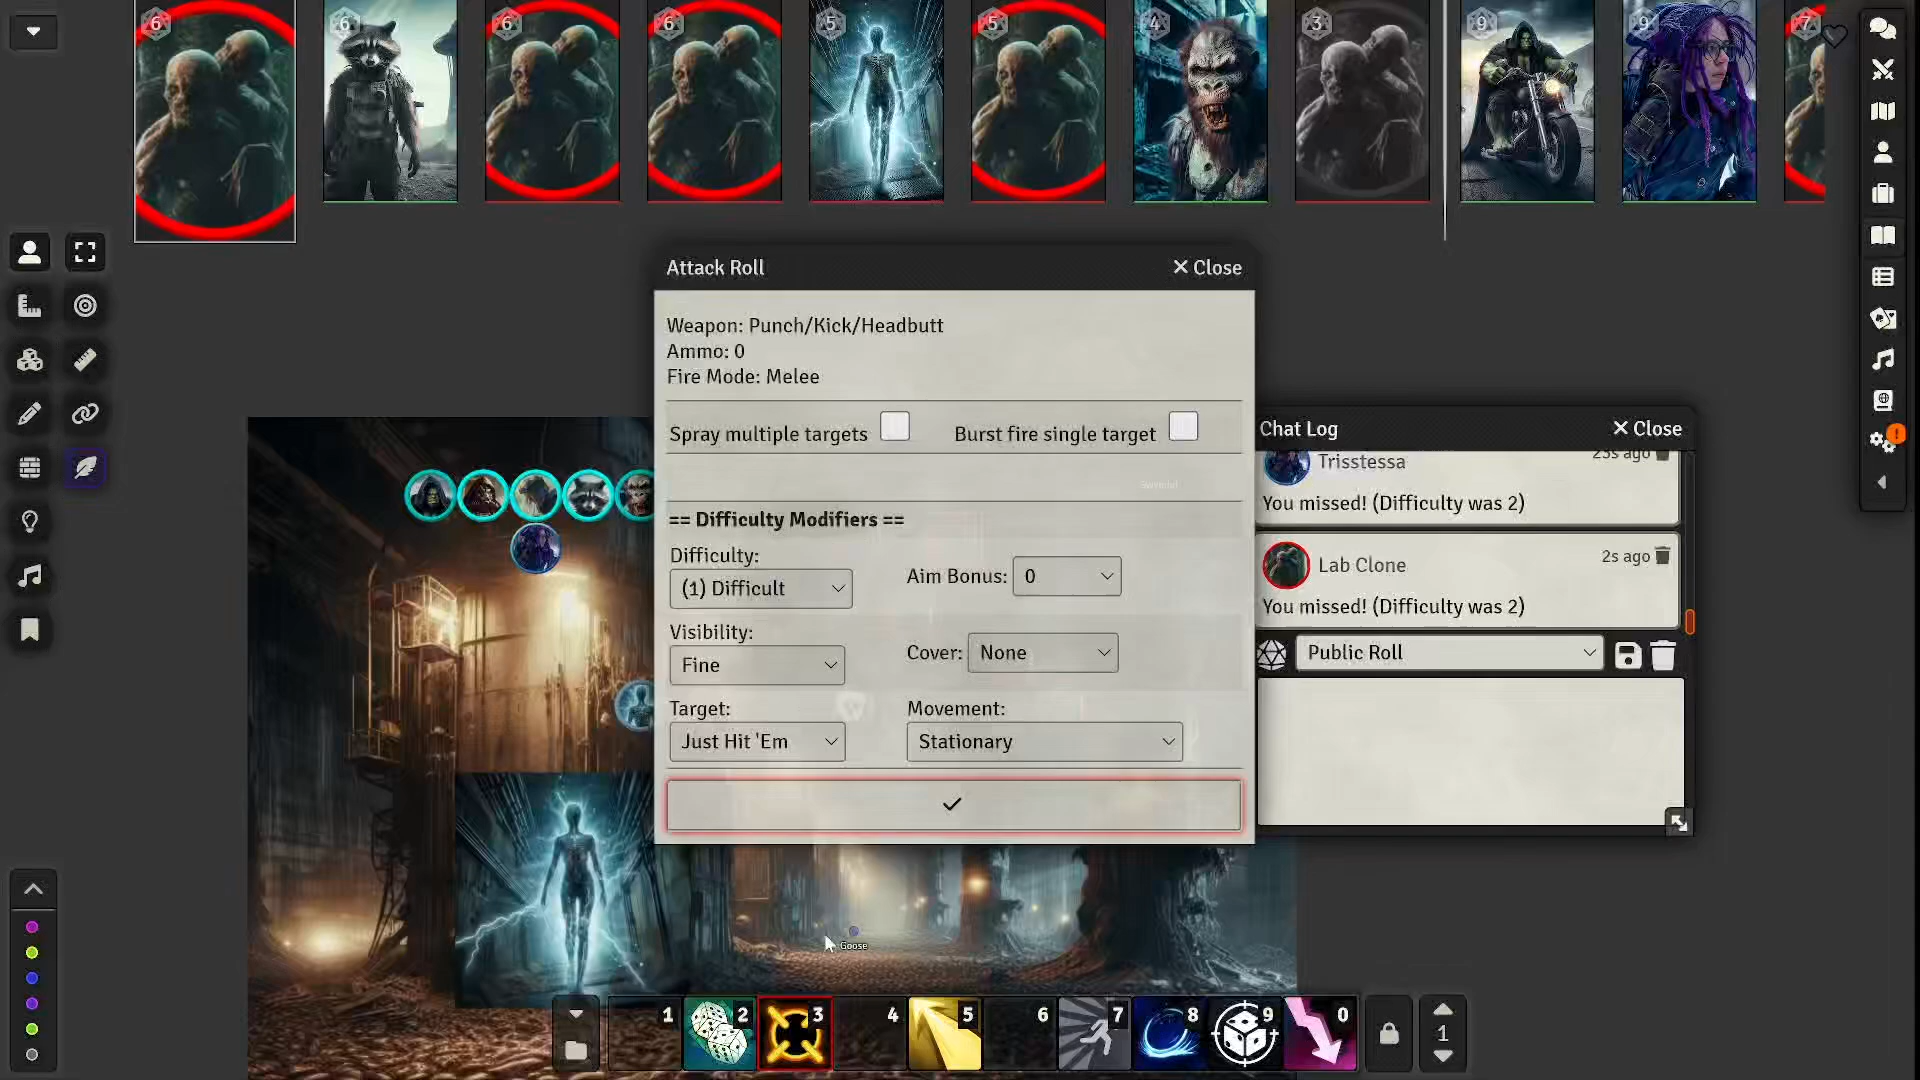 6
6
6
6
5
5
4
3
9
9
7
Attack Roll
Close
Weapon: Punch/Kick/Headbutt
Ammo: 0
Fire Mode: Melee
Spray multiple targets
Burst fire single target
== Difficulty Modifiers ==
Difficulty:
(1) Difficult
Aim Bonus: 0
Visibility:
Fine
Cover: None
Target:
Just Hit 'Em
Movement:
Stationary
Chat Log
Close
Trisstessa
23s ago
You missed! (Difficulty was 2)
Lab Clone
2s ago
You missed! (Difficulty was 2)
Public Roll
Goose
1
2
3
4
5
6
7
8
9
0
1